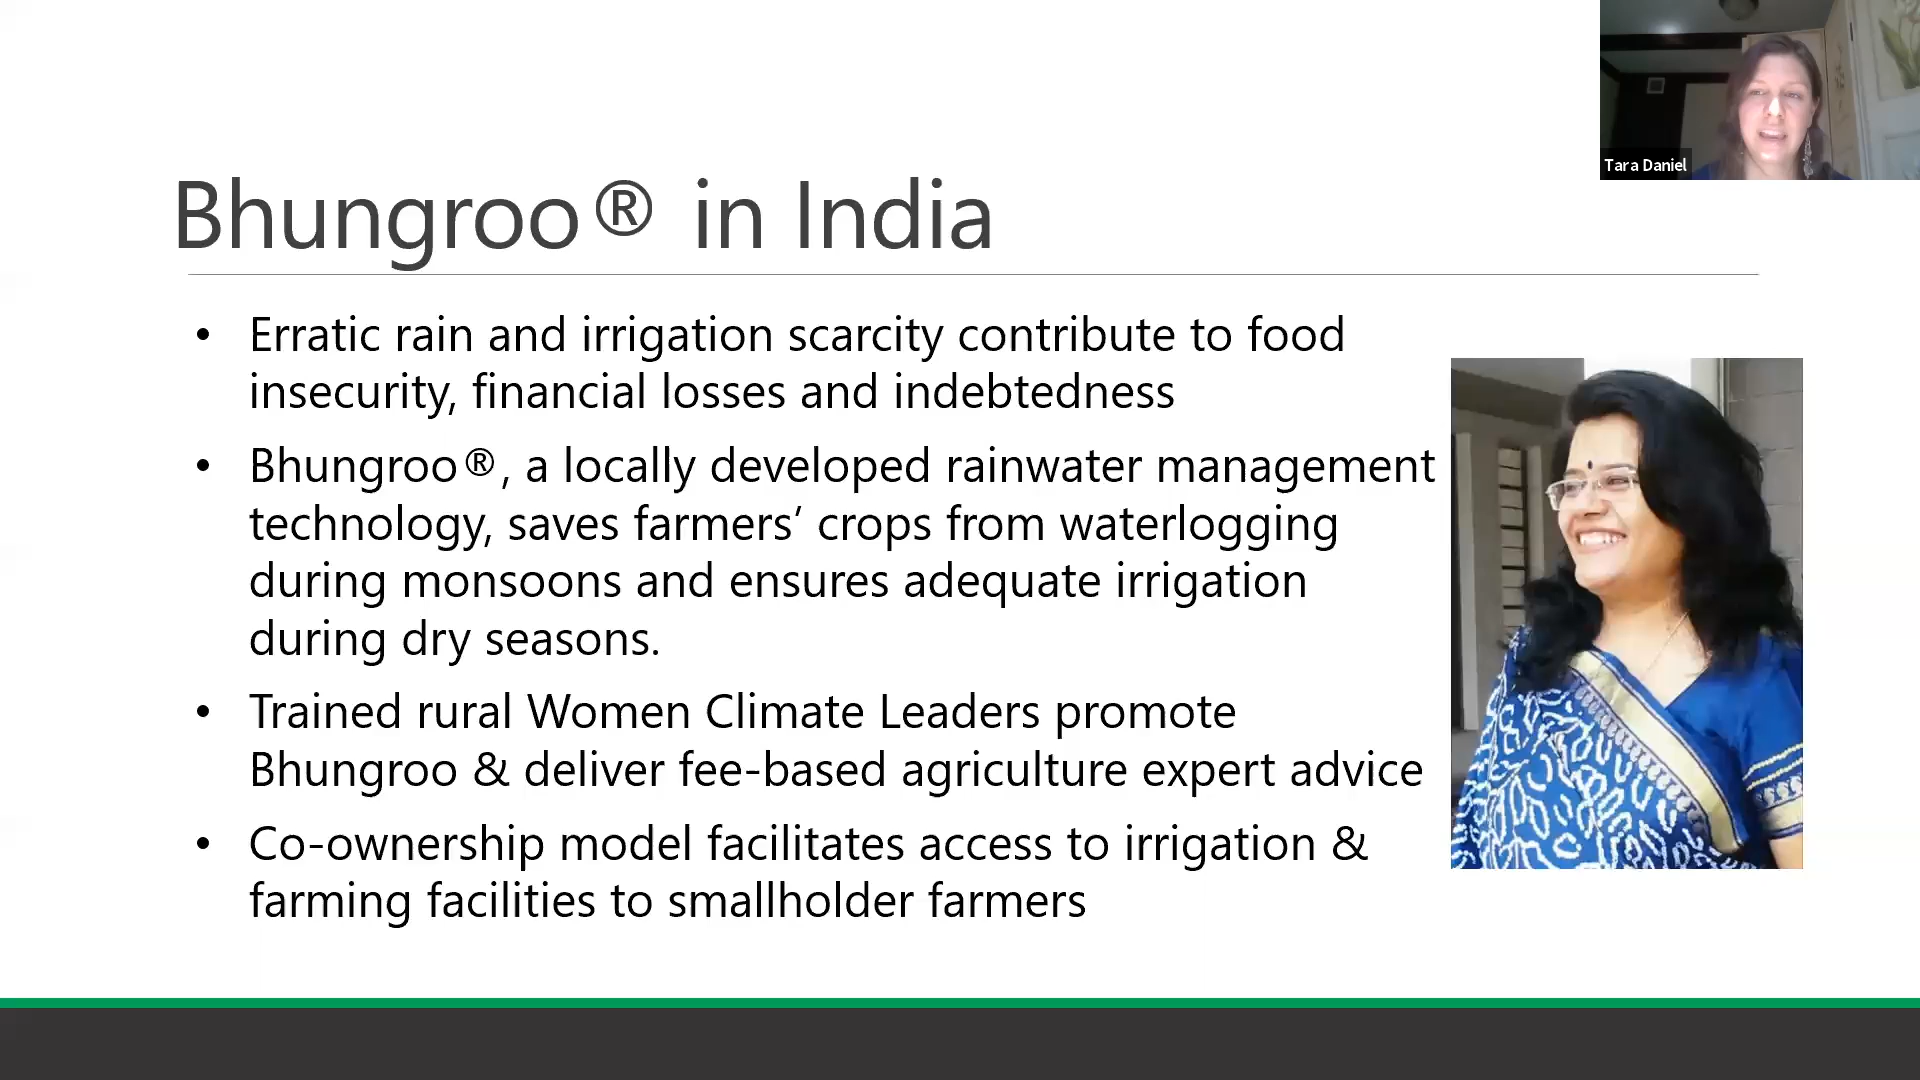 Tara Daniel
Bhungroo® in India
• Erratic rain and irrigation scarcity contribute to food
insecurity, financial losses and indebtedness
• Bhungroo®, a locally developed rainwater management
technology, saves farmers’ crops from waterlogging
during monsoons and ensures adequate irrigation
during dry seasons.
• Trained rural Women Climate Leaders promote
Bhungroo & deliver fee-based agriculture expert advice
• Co-ownership model facilitates access to irrigation &
farming facilities to smallholder farmers